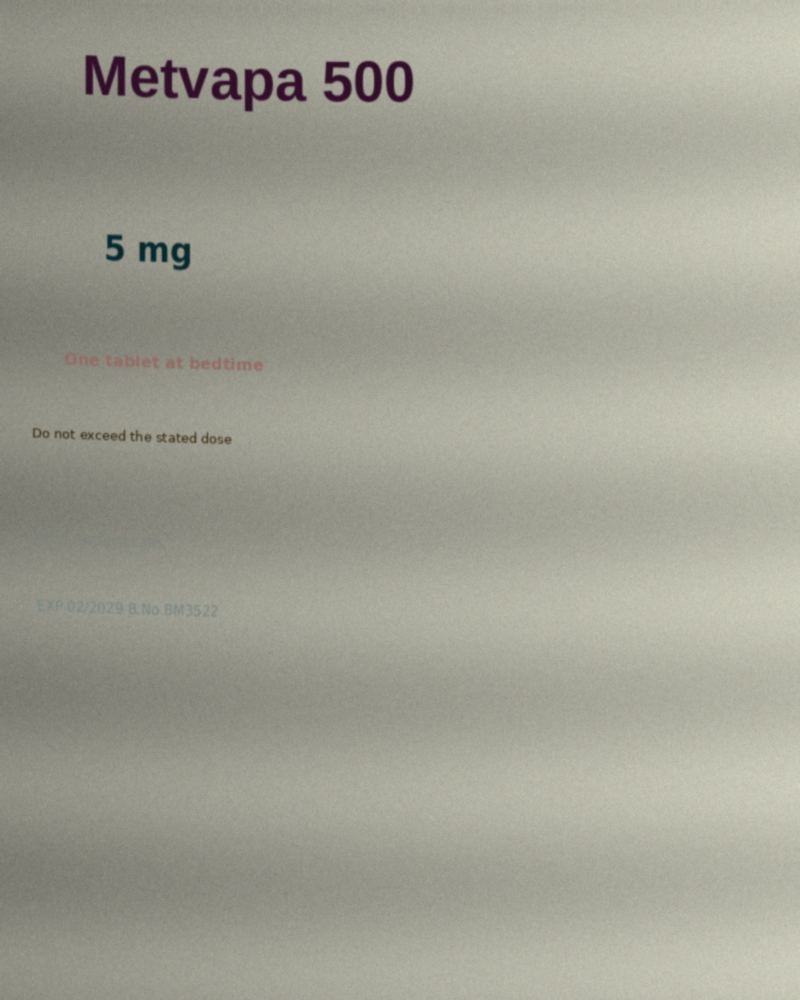 Metvapa 500
5 mg
One tablet at bedtime
Do not exceed the stated dose
EXP 02/2029 B.No.BM3522